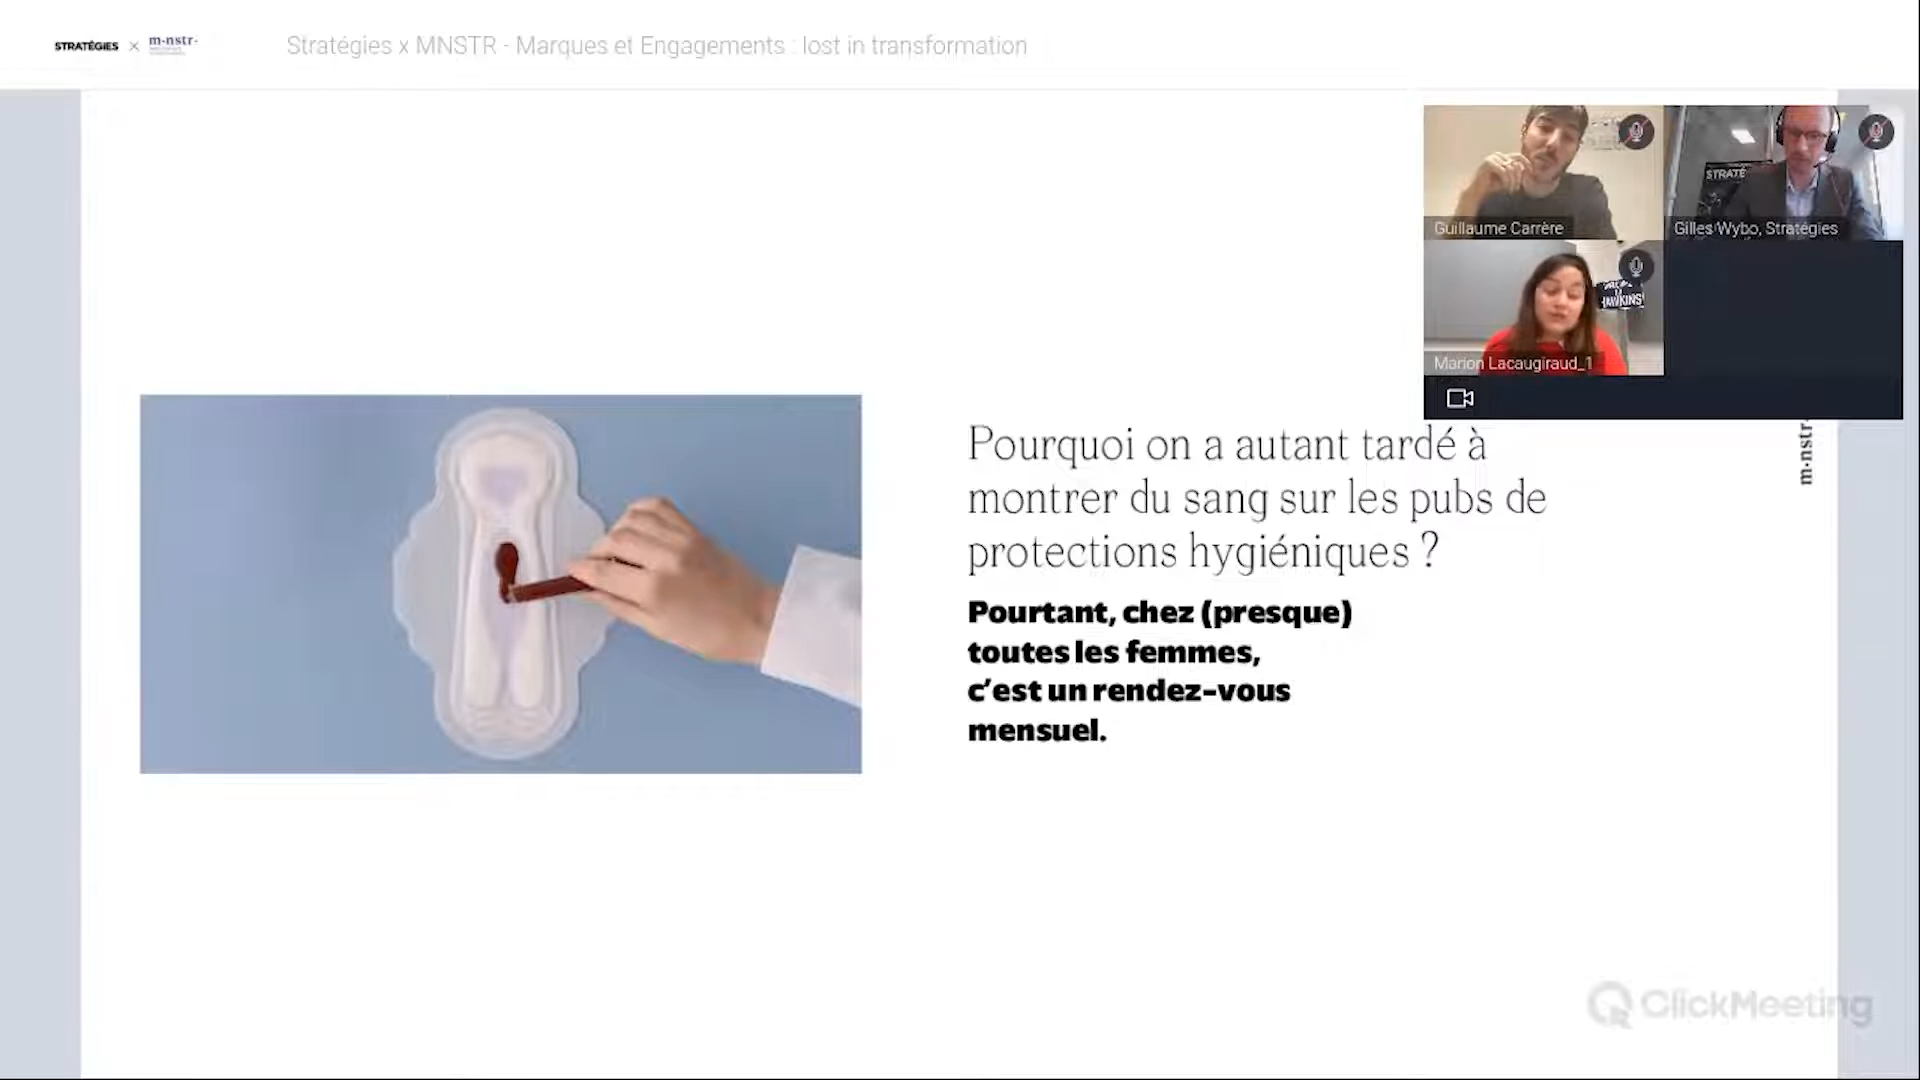 STRATÉGIES × m·nstr·
Stratégies x MNSTR - Marques et Engagements : lost in transformation
Guillaume Carrère
Gilles Wybo, Stratégies
STRATÉ
HAWKINS
Marion Lacaugiraud_1
m·nstr·
Pourquoi on a autant tardé à
montrer du sang sur les pubs de
protections hygiéniques ?
Pourtant, chez (presque)
toutes les femmes,
c'est un rendez-vous
mensuel.
ClickMeeting